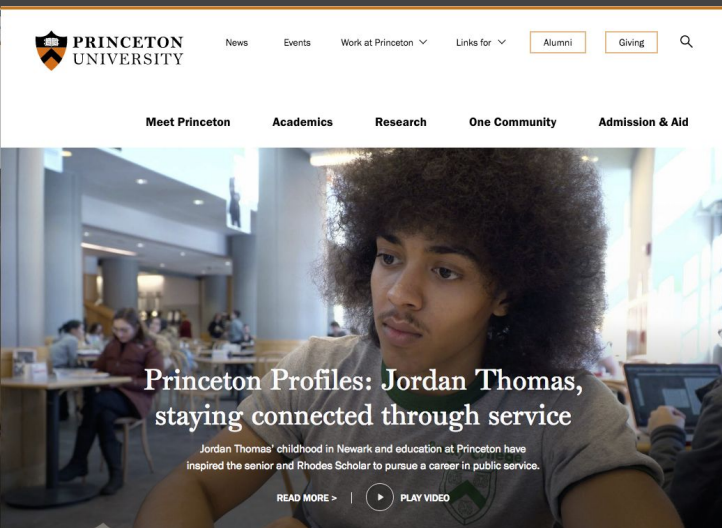 PRINCETON
UNIVERSITY
News Events Work at Princeton Links for Alumni Giving
Meet Princeton Academics Research One Community Admission & Aid
Princeton Profiles: Jordan Thomas,
staying connected through service
Jordan Thomas' childhood in Newark and education at Princeton have
inspired the senior and Rhodes Scholar to pursue a career in public service.
READ MORE > | PLAY VIDEO